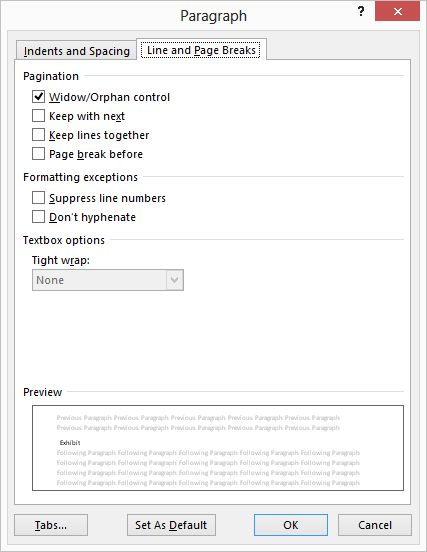 Paragraph
?
Indents and Spacing Line and Page Breaks
Pagination
Widow/Orphan control
Keep with next
Keep lines together
Page break before
Formatting exceptions
Suppress line numbers
Don't hyphenate
Textbox options
Tight wrap:
None
Preview
Previous Paragraph Previous Paragraph Previous Paragraph Previous Paragraph Previous Paragraph
Previous Paragraph Previous Paragraph Previous Paragraph Previous Paragraph Previous Paragraph
Exhibit
Following Paragraph Following Paragraph Following Paragraph Following Paragraph Following Paragraph
Following Paragraph Following Paragraph Following Paragraph Following Paragraph Following Paragraph
Following Paragraph Following Paragraph Following Paragraph Following Paragraph Following Paragraph
Following Paragraph Following Paragraph Following Paragraph Following Paragraph Following Paragraph
Tabs... Set As Default OK Cancel